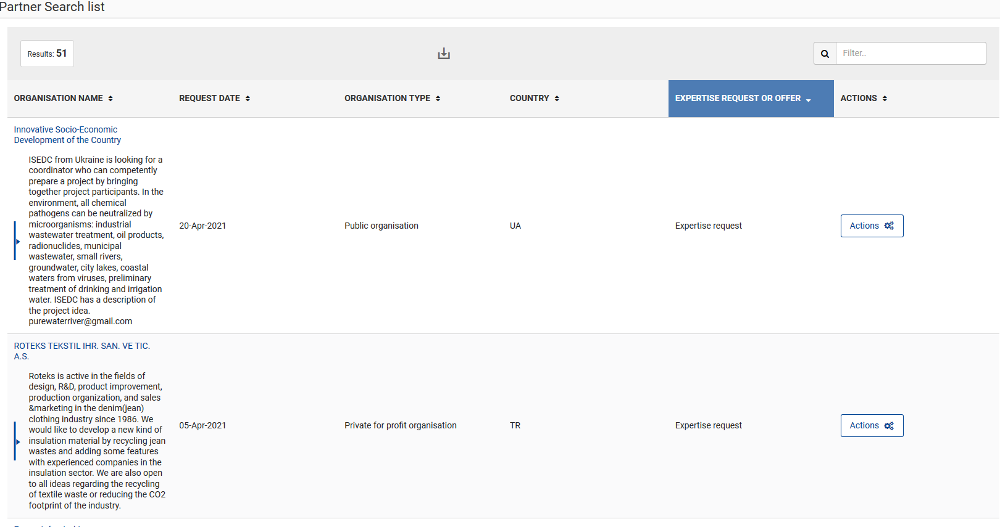 Partner Search list
Results: 51
Filter..
ORGANISATION NAME
REQUEST DATE
ORGANISATION TYPE
COUNTRY
EXPERTISE REQUEST OR OFFER
ACTIONS
Innovative Socio-Economic
Development of the Country
ISEDC from Ukraine is looking for a
coordinator who can competently
prepare a project by bringing
together project participants. In the
environment, all chemical
pathogens can be neutralized by
microorganisms: industrial
wastewater treatment, oil products,
radionuclides, municipal
wastewater, small rivers,
groundwater, city lakes, coastal
waters from viruses, preliminary
treatment of drinking and irrigation
water. ISEDC has a description of
the project idea.
purewaterriver@gmail.com
20-Apr-2021
Public organisation
UA
Expertise request
Actions
ROTEKS TEKSTIL IHR. SAN. VE TIC.
A.S.
Roteks is active in the fields of
design, R&D, product improvement,
production organization, and sales
&marketing in the denim(jean)
clothing industry since 1986. We
would like to develop a new kind of
insulation material by recycling jean
wastes and adding some features
with experienced companies in the
insulation sector. We are also open
to all ideas regarding the recycling
of textile waste or reducing the CO2
footprint of the industry.
05-Apr-2021
Private for profit organisation
TR
Expertise request
Actions